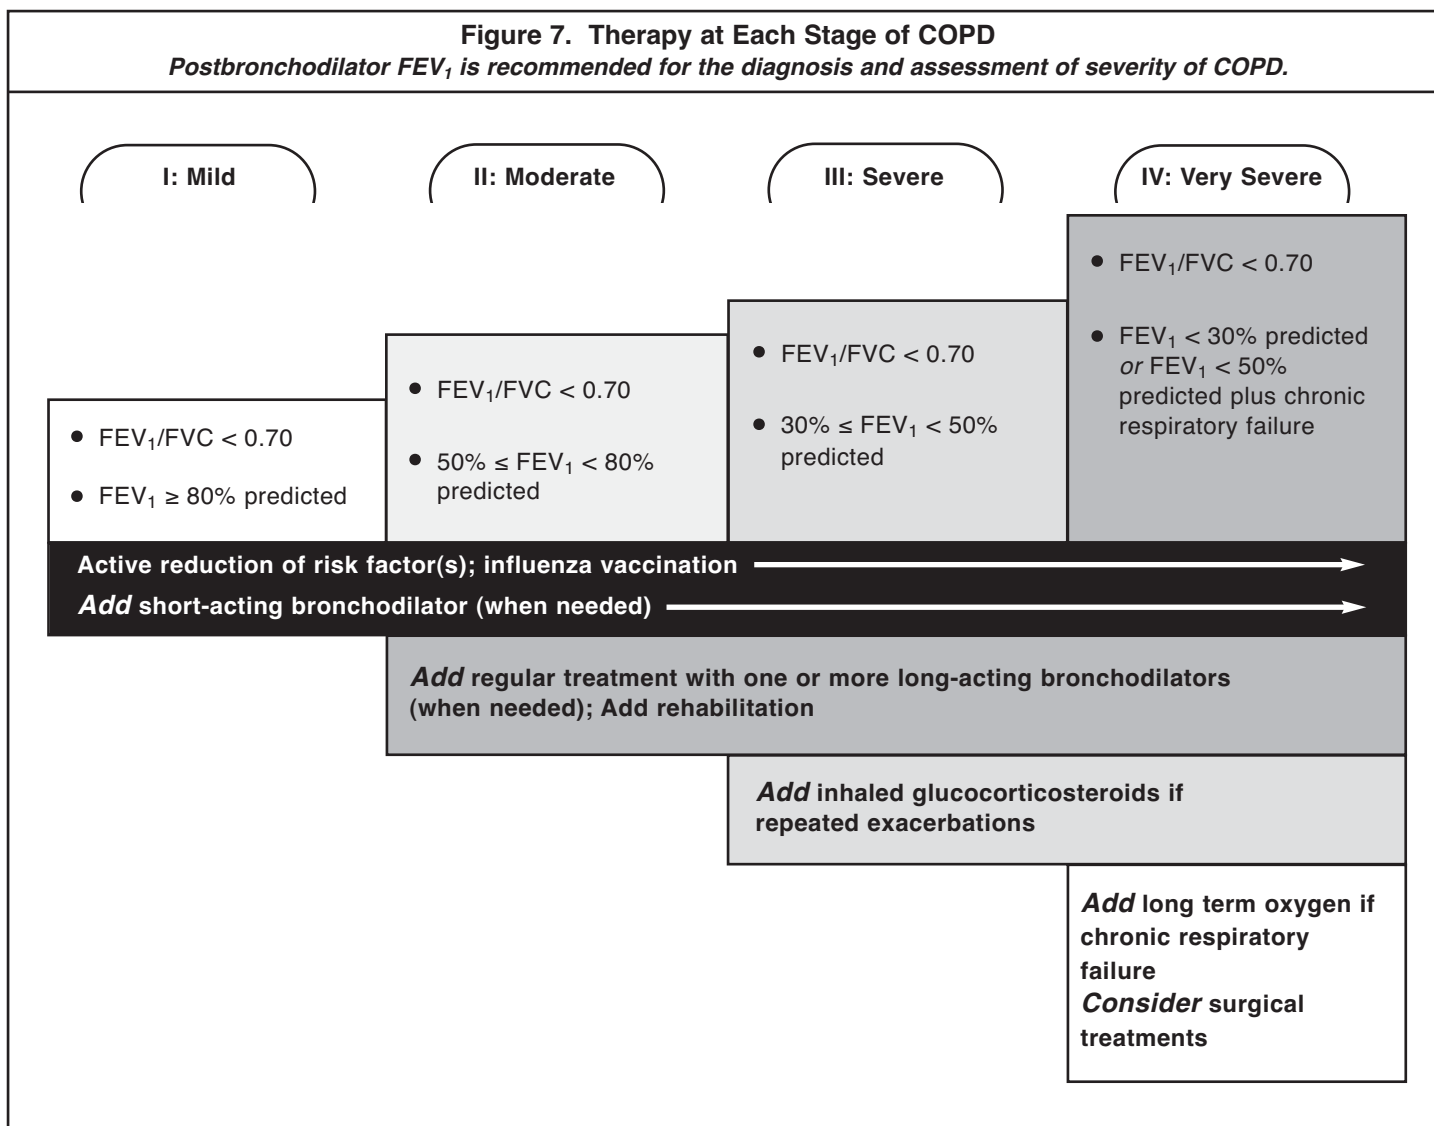 Figure 7. Therapy at Each Stage of COPD
Postbronchodilator FEV₁ is recommended for the diagnosis and assessment of severity of COPD.
I: Mild
II: Moderate
III: Severe
IV: Very Severe
• FEV₁/FVC < 0.70
• FEV₁ ≥ 80% predicted
• FEV₁/FVC < 0.70
• 50% ≤ FEV₁ < 80%
predicted
• FEV₁/FVC < 0.70
• 30% ≤ FEV₁ < 50%
predicted
• FEV₁/FVC < 0.70
• FEV₁ < 30% predicted
or FEV₁ < 50%
predicted plus chronic
respiratory failure
Active reduction of risk factor(s); influenza vaccination
Add short-acting bronchodilator (when needed)
Add regular treatment with one or more long-acting bronchodilators
(when needed); Add rehabilitation
Add inhaled glucocorticosteroids if
repeated exacerbations
Add long term oxygen if
chronic respiratory
failure
Consider surgical
treatments